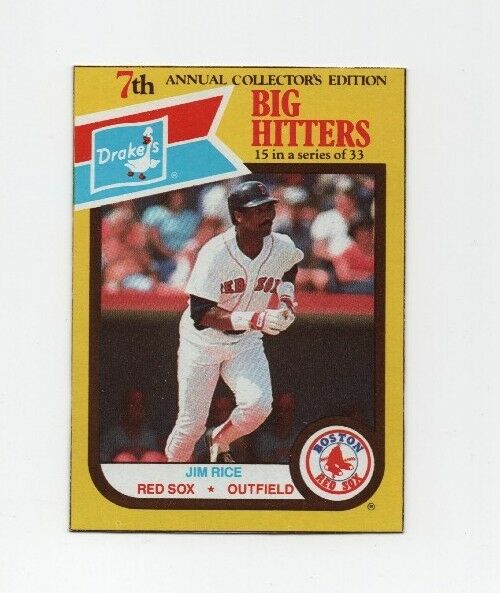 7th ANNUAL COLLECTOR'S EDITION
BIG
HITTERS
15 in a series of 33
Drake's
®
RED SOX
JIM RICE
RED SOX ★ OUTFIELD
BOSTON
RED SOX
®